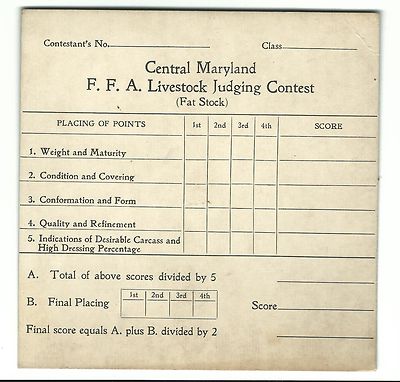 Contestant's No. Class
Central Maryland
F. F. A. Livestock Judging Contest
(Fat Stock)
PLACING OF POINTS 1st 2nd 3rd 4th SCORE
1. Weight and Maturity
2. Condition and Covering
3. Conformation and Form
4. Quality and Refinement
5. Indications of Desirable Carcass and
High Dressing Percentage
A. Total of above scores divided by 5
B. Final Placing 1st 2nd 3rd 4th Score
Final score equals A. plus B. divided by 2